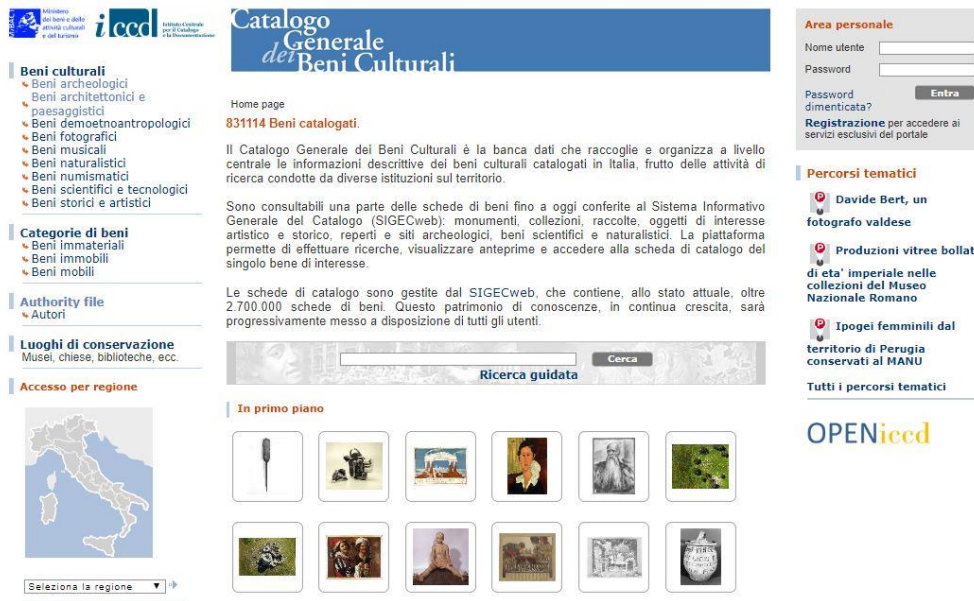 Ministero
dei beni e delle
attività culturali
e del turismo
MiBACT
iccd
Istituto Centrale
per il Catalogo
e la Documentazione
Beni culturali
Beni archeologici
Beni architettonici e
paesaggistici
Beni demoetnoantropologici
Beni fotografici
Beni musicali
Beni naturalistici
Beni numismatici
Beni scientifici e tecnologici
Beni storici e artistici
Categorie di beni
Beni immateriali
Beni immobili
Beni mobili
Authority file
Autori
Luoghi di conservazione
Musei, chiese, biblioteche, ecc.
Accesso per regione
Seleziona la regione
Catalogo
Generale
dei Beni Culturali
Home page
831114 Beni catalogati.
Il Catalogo Generale dei Beni Culturali è la banca dati che raccoglie e organizza a livello
centrale le informazioni descrittive dei beni culturali catalogati in Italia, frutto delle attività di
ricerca condotte da diverse istituzioni sul territorio.
Sono consultabili una parte delle schede di beni fino a oggi conferite al Sistema Informativo
Generale del Catalogo (SIGECweb): monumenti, collezioni, raccolte, oggetti di interesse
artistico e storico, reperti e siti archeologici, beni scientifici e naturalistici. La piattaforma
permette di effettuare ricerche, visualizzare anteprime e accedere alla scheda di catalogo del
singolo bene di interesse.
Le schede di catalogo sono gestite dal SIGECweb, che contiene, allo stato attuale, oltre
2.700.000 schede di beni. Questo patrimonio di conoscenze, in continua crescita, sarà
progressivamente messo a disposizione di tutti gli utenti.
Cerca
Ricerca guidata
In primo piano
Area personale
Nome utente
Password
Password
dimenticata?
Entra
Registrazione per accedere ai
servizi esclusivi del portale
Percorsi tematici
Davide Bert, un
fotografo valdese
Produzioni vitree bollat
di eta' imperiale nelle
collezioni del Museo
Nazionale Romano
Ipogei femminili dal
territorio di Perugia
conservati al MANU
Tutti i percorsi tematici
OPENiccd